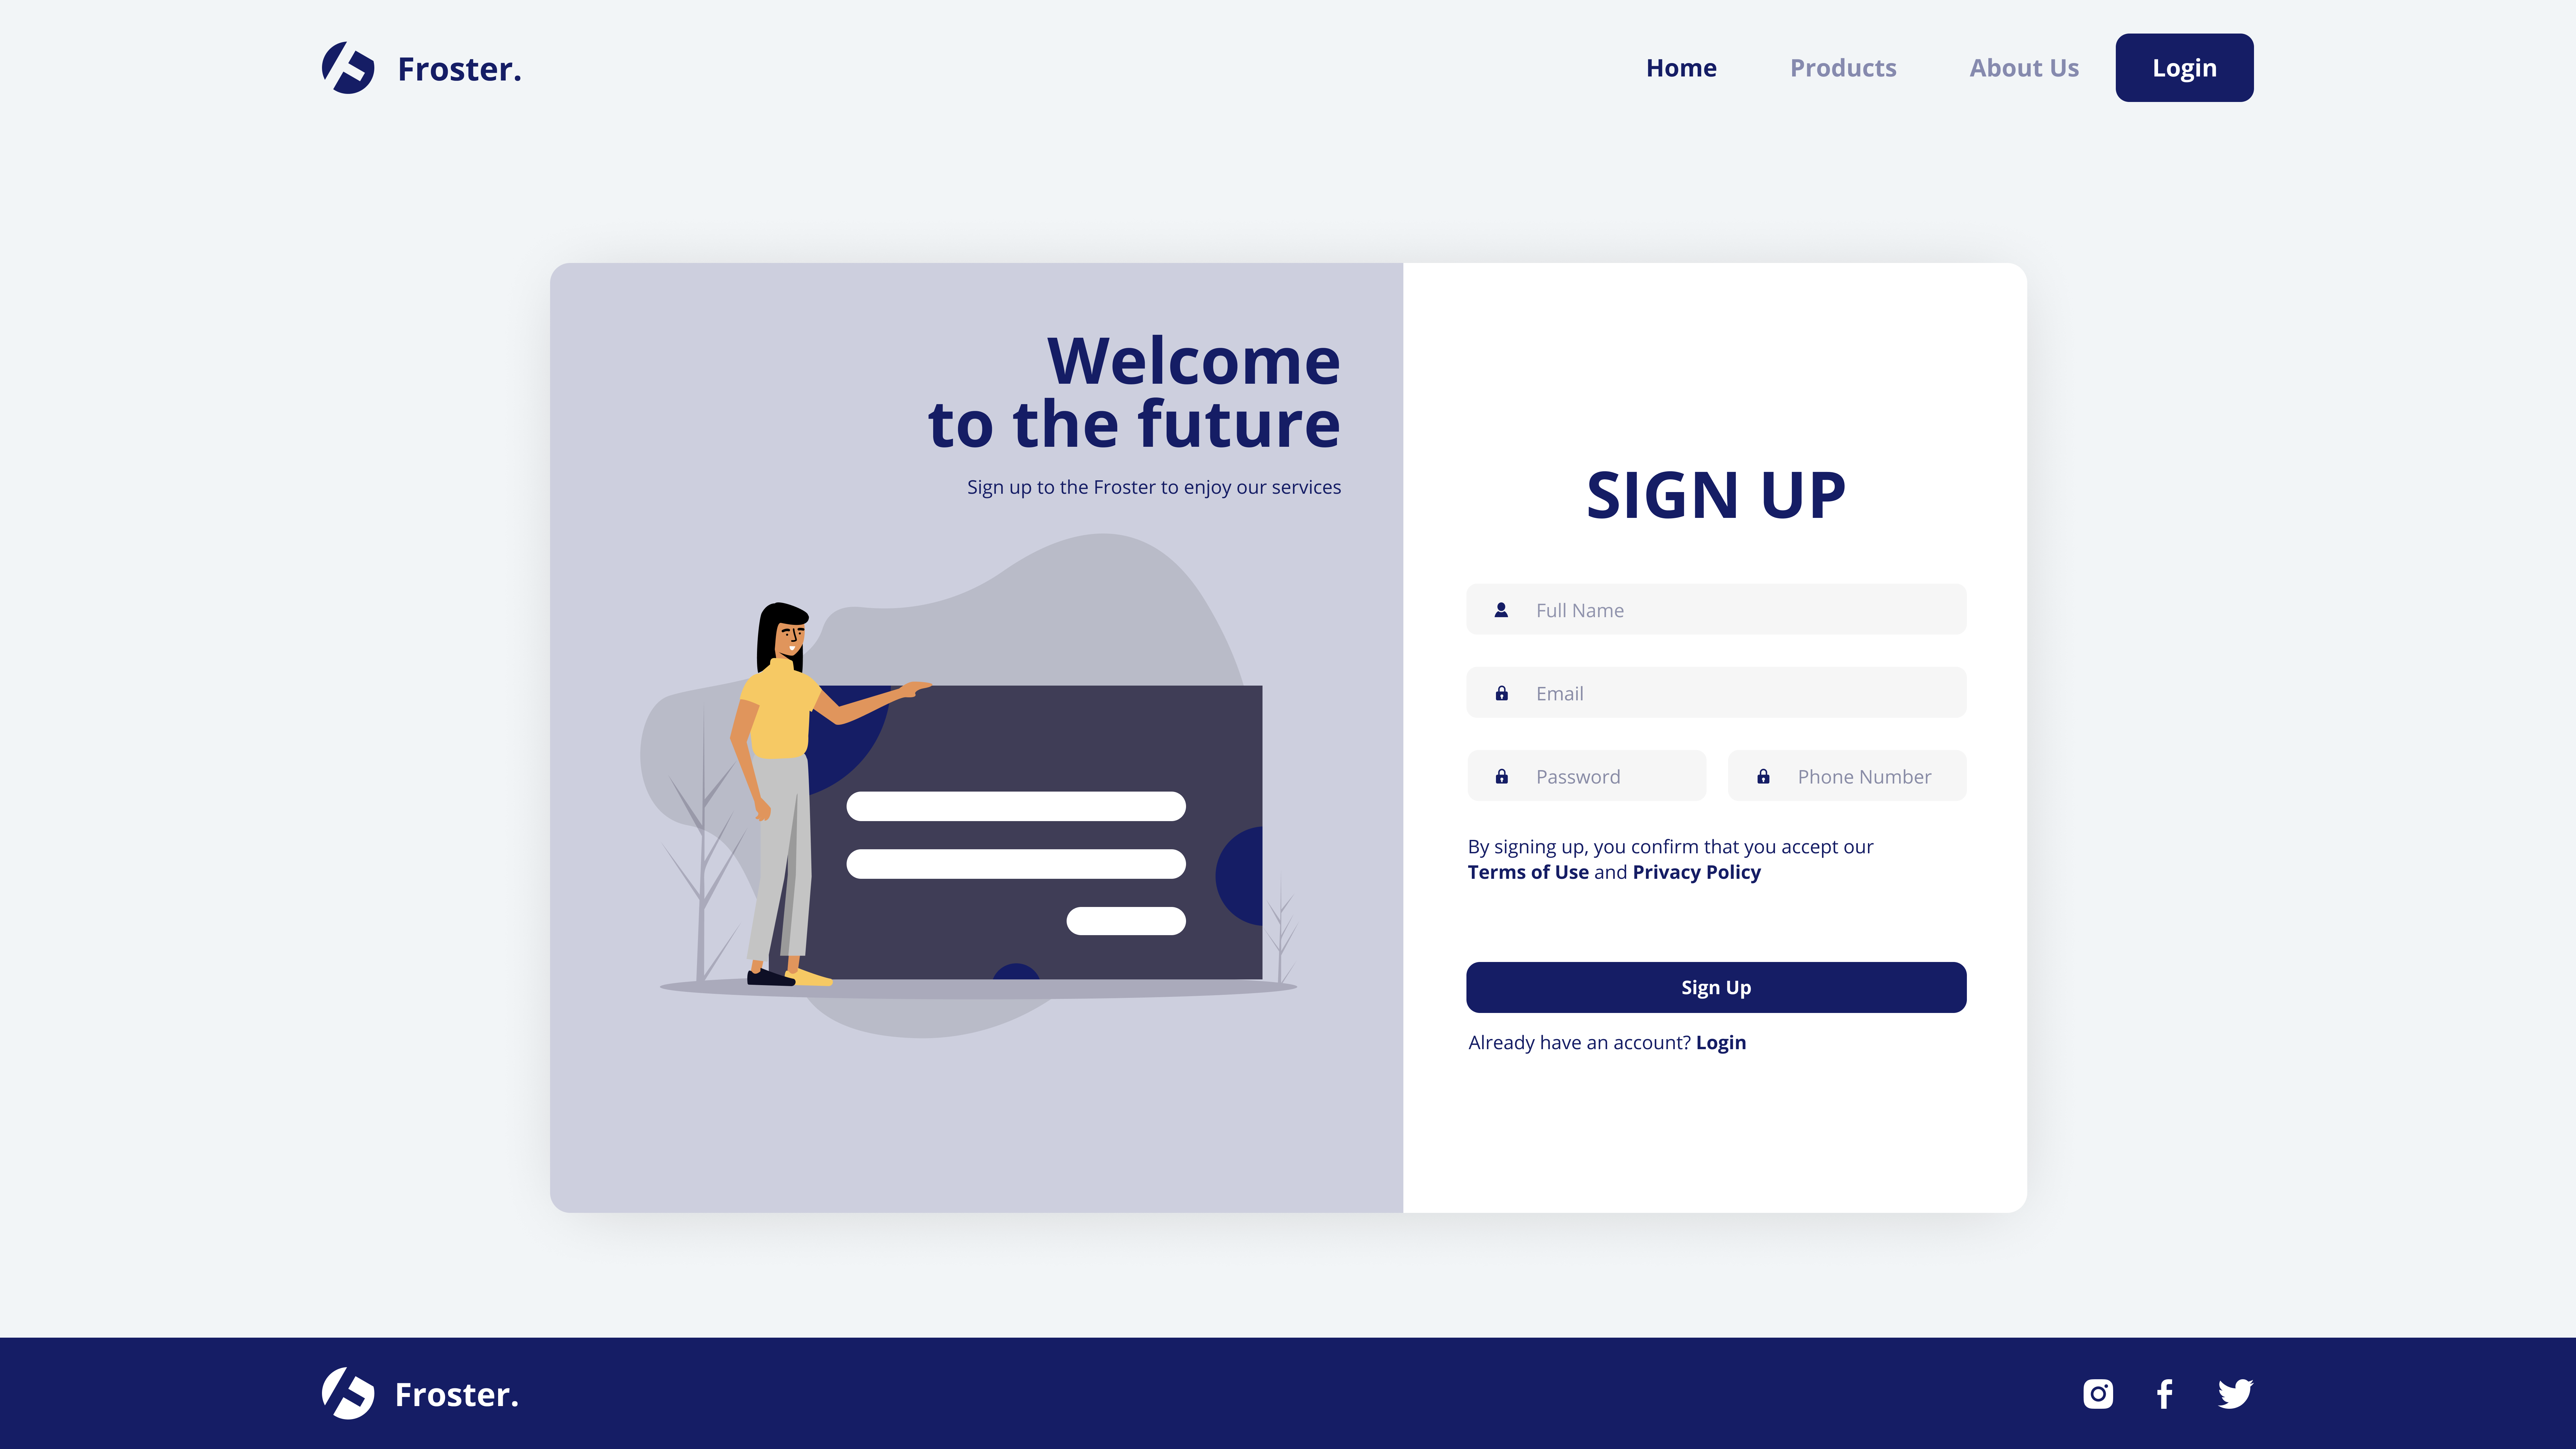 Froster.
Home
Products
About Us
Login
Welcome
to the future
Sign up to the Froster to enjoy our services
SIGN UP
Full Name
Email
Password
Phone Number
By signing up, you confirm that you accept our
Terms of Use and Privacy Policy
Sign Up
Already have an account? Login
Froster.